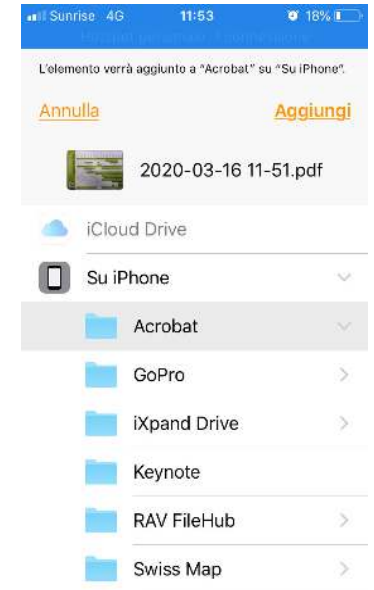 Sunrise 4G 11:53 18%
L'elemento verrà aggiunto a "Acrobat" su "Su iPhone".
Annulla Aggiungi
2020-03-16 11-51.pdf
iCloud Drive
Su iPhone
Acrobat
GoPro
iXpand Drive
Keynote
RAV FileHub
Swiss Map